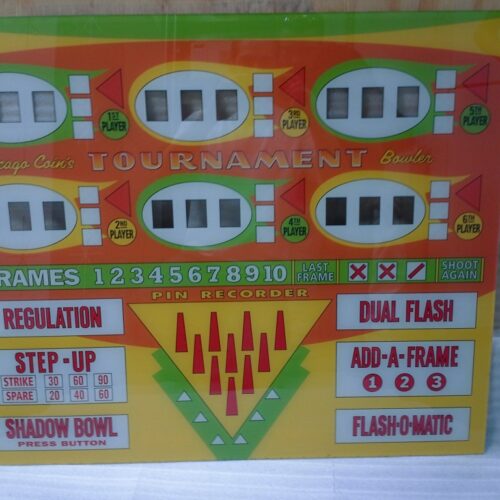 1ST PLAYER
3RD PLAYER
5TH PLAYER
cago Coin's TOURNAMENT Bowler
2ND PLAYER
4TH PLAYER
6TH PLAYER
RAMES 1 2 3 4 5 6 7 8 9 10 LAST FRAME X X / SHOOT AGAIN
PIN RECORDER
REGULATION
DUAL FLASH
STEP-UP
STRIKE 30 60 90
SPARE 20 40 60
ADD-A-FRAME
1 2 3
SHADOW BOWL
PRESS BUTTON
FLASH-O-MATIC